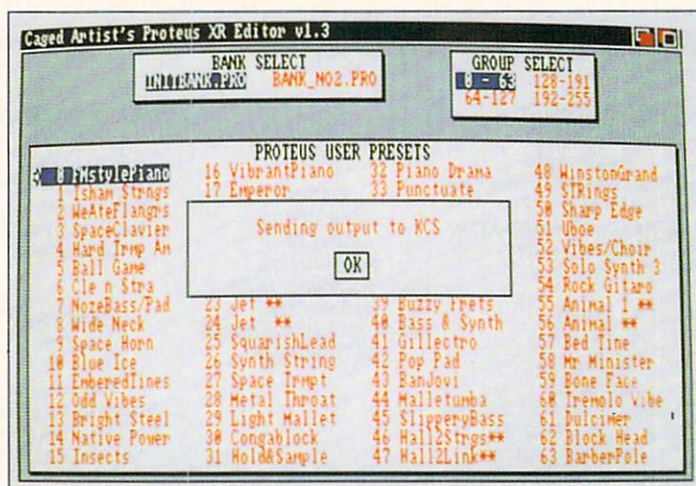 Caged Artist's Proteus XR Editor v1.3
BANK SELECT
INITBANK.PRO BANK_NO2.PRO
GROUP SELECT
0 - 63 128-191
64-127 192-255
PROTEUS USER PRESETS
0 FMstylePiano 16 VibrantPiano 32 Piano Drama 48 WinstonGrand
1 Isham Strngs 17 Emperor 33 Punctuate 49 STRings
2 WeAteFlangrs 50 Sharp Edge
3 SpaceClavier Sending output to KCS 51 Uboe
4 Hard Trmp An 52 Vibes/Choir
5 Ball Game OK 53 Solo Synth 3
6 Cle n Stra 54 Rock Gitaro
7 NozeBass/Pad 23 Jet ** 39 Buzzy Frets 55 Animal 1 **
8 Wide Neck 24 Jet ** 40 Bass & Synth 56 Animal **
9 Space Horn 25 SquarishLead 41 Gillectro 57 Bed Tine
10 Blue Ice 26 Synth String 42 Pop Pad 58 Mr Minister
11 EmberedTines 27 Space Trmpt 43 BanJovi 59 Bone Face
12 Odd Vibes 28 Metal Throat 44 Malletumba 60 Tremolo Vibe
13 Bright Steel 29 Light Mallet 45 SlipperyBass 61 Dulcimer
14 Native Power 30 Congablock 46 Hall2Strgs** 62 Block Head
15 Insects 31 Hold&Sample 47 Hall2Link** 63 BarberPole